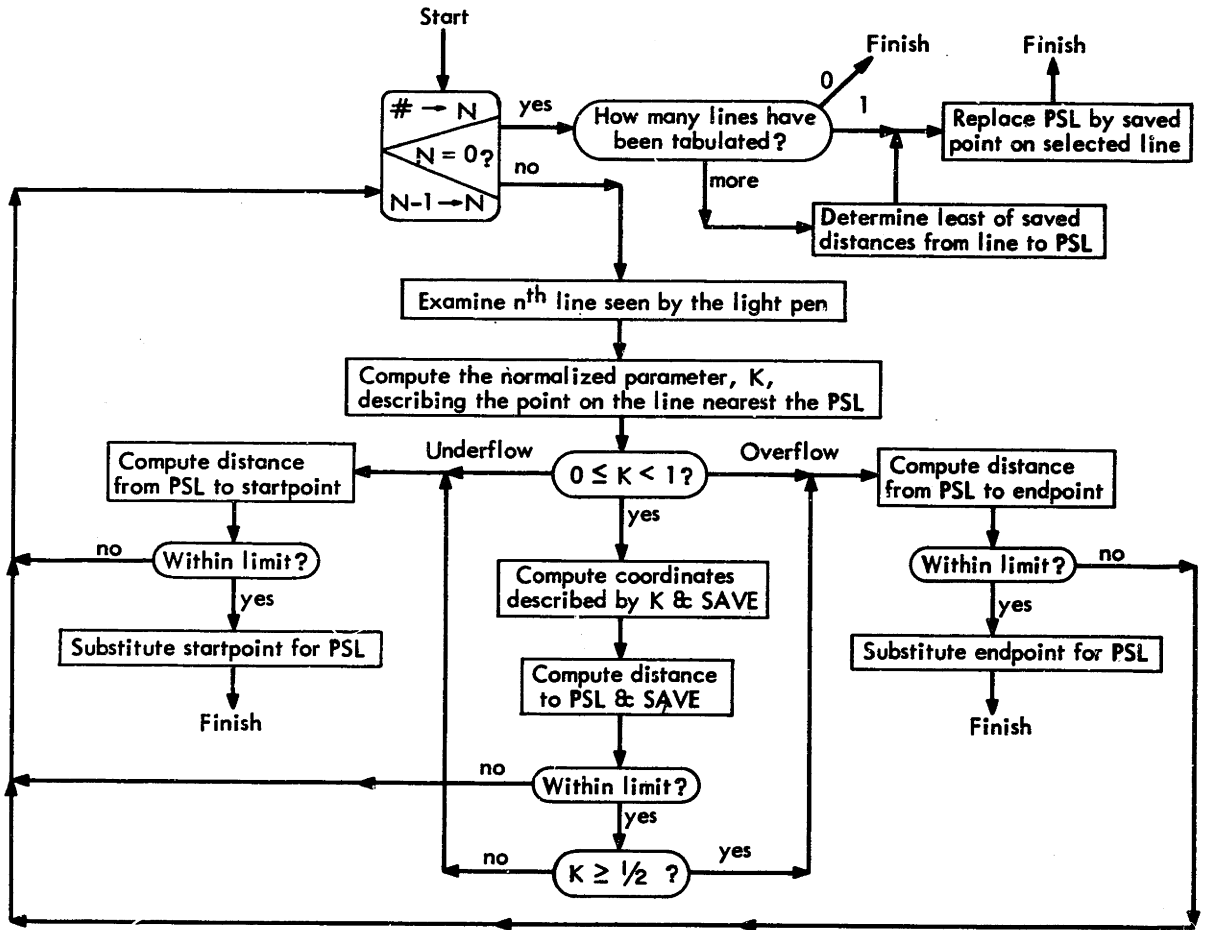 Start
# → N
N = 0?
N-1→N
yes
no
How many lines have
been tabulated?
0
Finish
1
more
Finish
Replace PSL by saved
point on selected line
Determine least of saved
distances from line to PSL
Examine nth line seen by the light pen
Compute the normalized parameter, K,
describing the point on the line nearest the PSL
Underflow
0 ≤ K < 1?
Overflow
yes
Compute distance
from PSL to startpoint
no
Within limit?
yes
Substitute startpoint for PSL
Finish
Compute coordinates
described by K & SAVE
Compute distance
to PSL & SAVE
no
Within limit?
yes
no
K ≥ 1/2 ?
yes
Compute distance
from PSL to endpoint
Within limit?
no
yes
Substitute endpoint for PSL
Finish